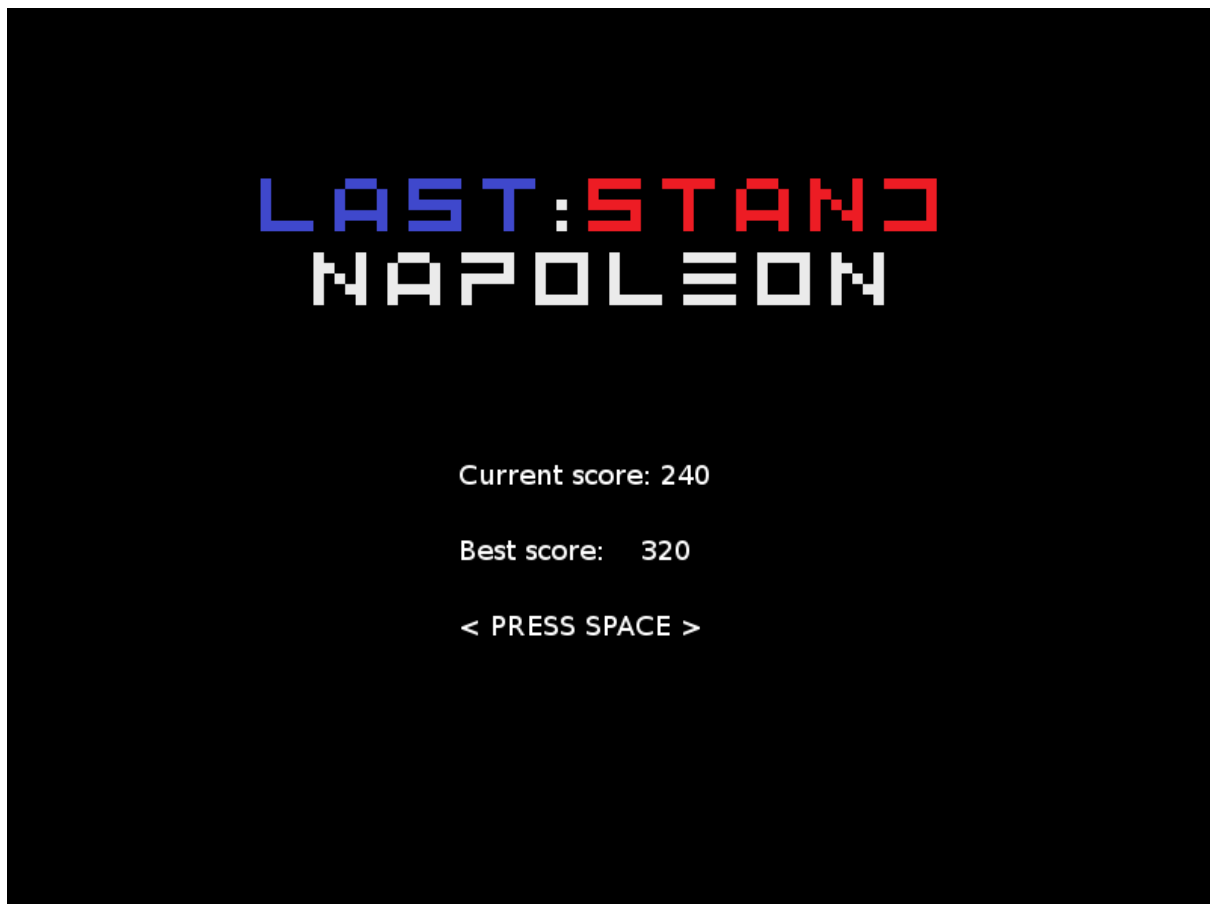 LAST:STAND
NAPOLEON
Current score: 240
Best score: 320
< PRESS SPACE >